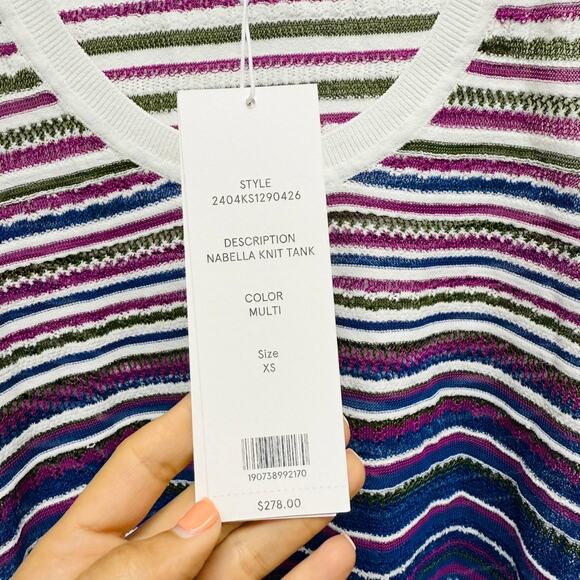 STYLE
2404KS1290426
DESCRIPTION
NABELLA KNIT TANK
COLOR
MULTI
Size
XS
190738992170
$278.00